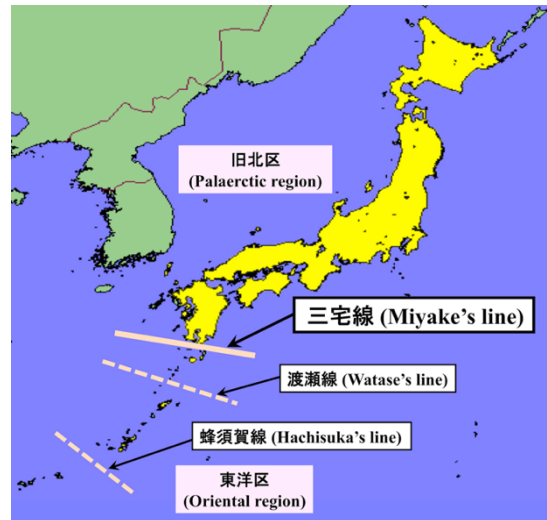 旧北区
(Palaerctic region)
三宅線 (Miyake's line)
渡瀬線 (Watase's line)
蜂須賀線 (Hachisuka's line)
東洋区
(Oriental region)